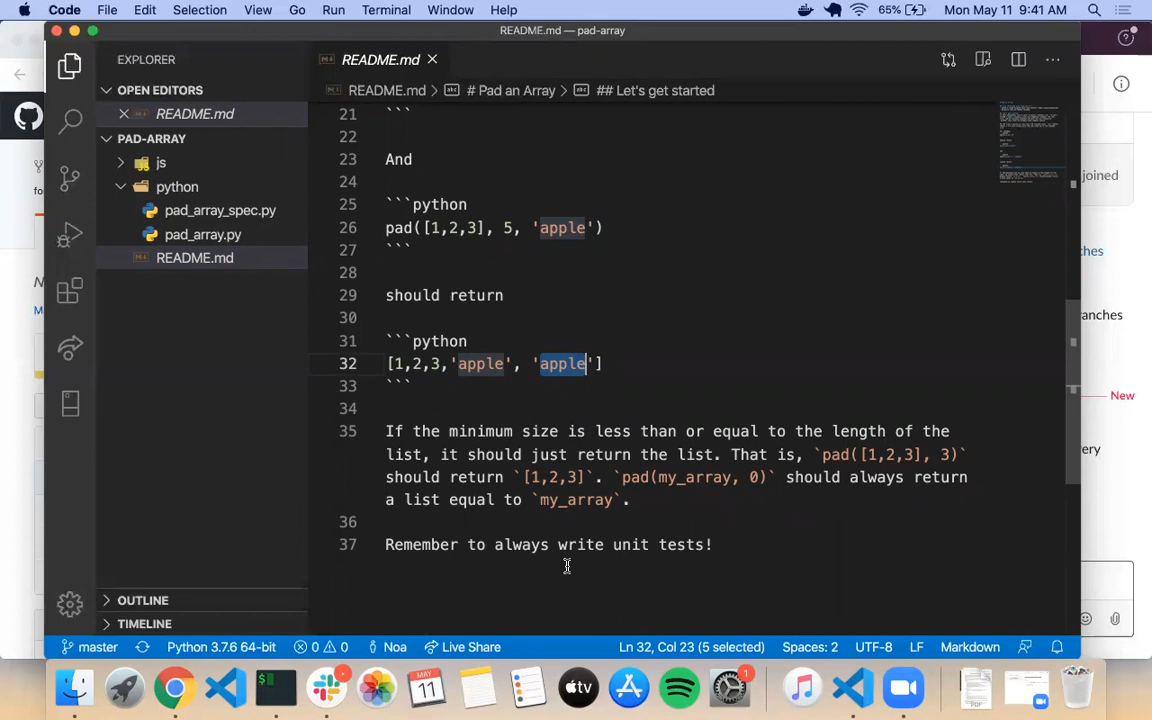 Code File Edit Selection View Go Run Terminal Window Help 65% Mon May 11 9:41 AM
README.md — pad-array
EXPLORER
README.md
OPEN EDITORS
README.md > # Pad an Array > ## Let's get started
README.md
PAD-ARRAY
js
python
pad_array_spec.py
pad_array.py
README.md
OUTLINE
TIMELINE
21 ```
22
23 And
24
25 ```python
26 pad([1,2,3], 5, 'apple')
27 ```
28
29 should return
30
31 ```python
32 [1,2,3,'apple', 'apple']
33 ```
34
35 If the minimum size is less than or equal to the length of the
list, it should just return the list. That is, `pad([1,2,3], 3)`
should return `[1,2,3]`. `pad(my_array, 0)` should always return
a list equal to `my_array`.
36
37 Remember to always write unit tests!
joined
ches
anches
New
ery
for
master Python 3.7.6 64-bit 0 0 Noa Live Share Ln 32, Col 23 (5 selected) Spaces: 2 UTF-8 LF Markdown
MAY
11
tv
1
PDF